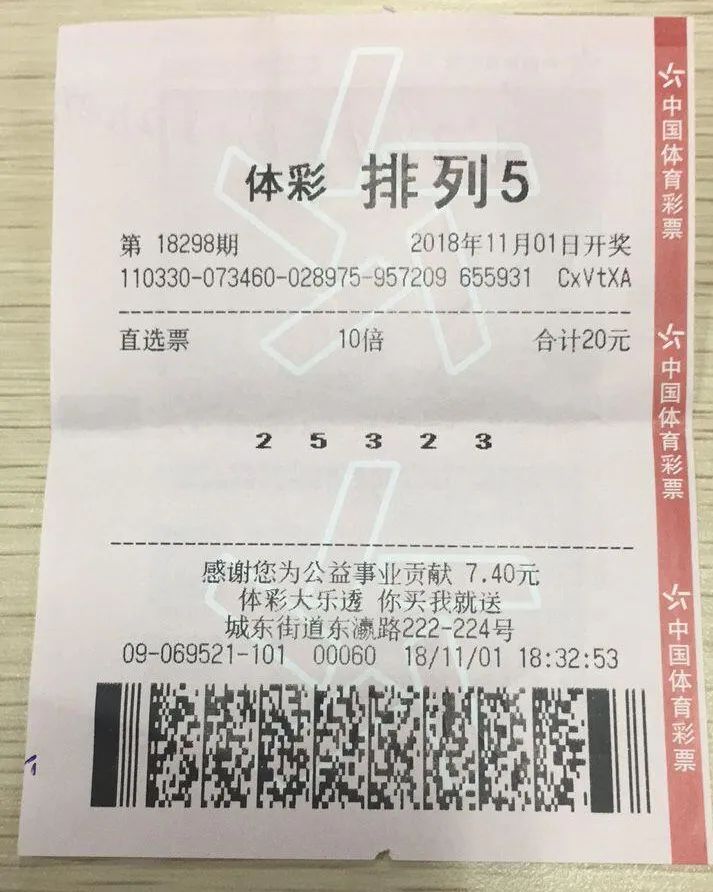 体彩 排列5
第 18298期 2018年11月01日开奖
110330-073460-028975-957209 655931 CxVtXA
直选票 10倍 合计20元
2 5 3 2 3
感谢您为公益事业贡献 7.40元
体彩大乐透 你买我就送
城东街道东瀛路222-224号
09-069521-101 00060 18/11/01 18:32:53
中国体育彩票
中国体育彩票
中国体育彩票